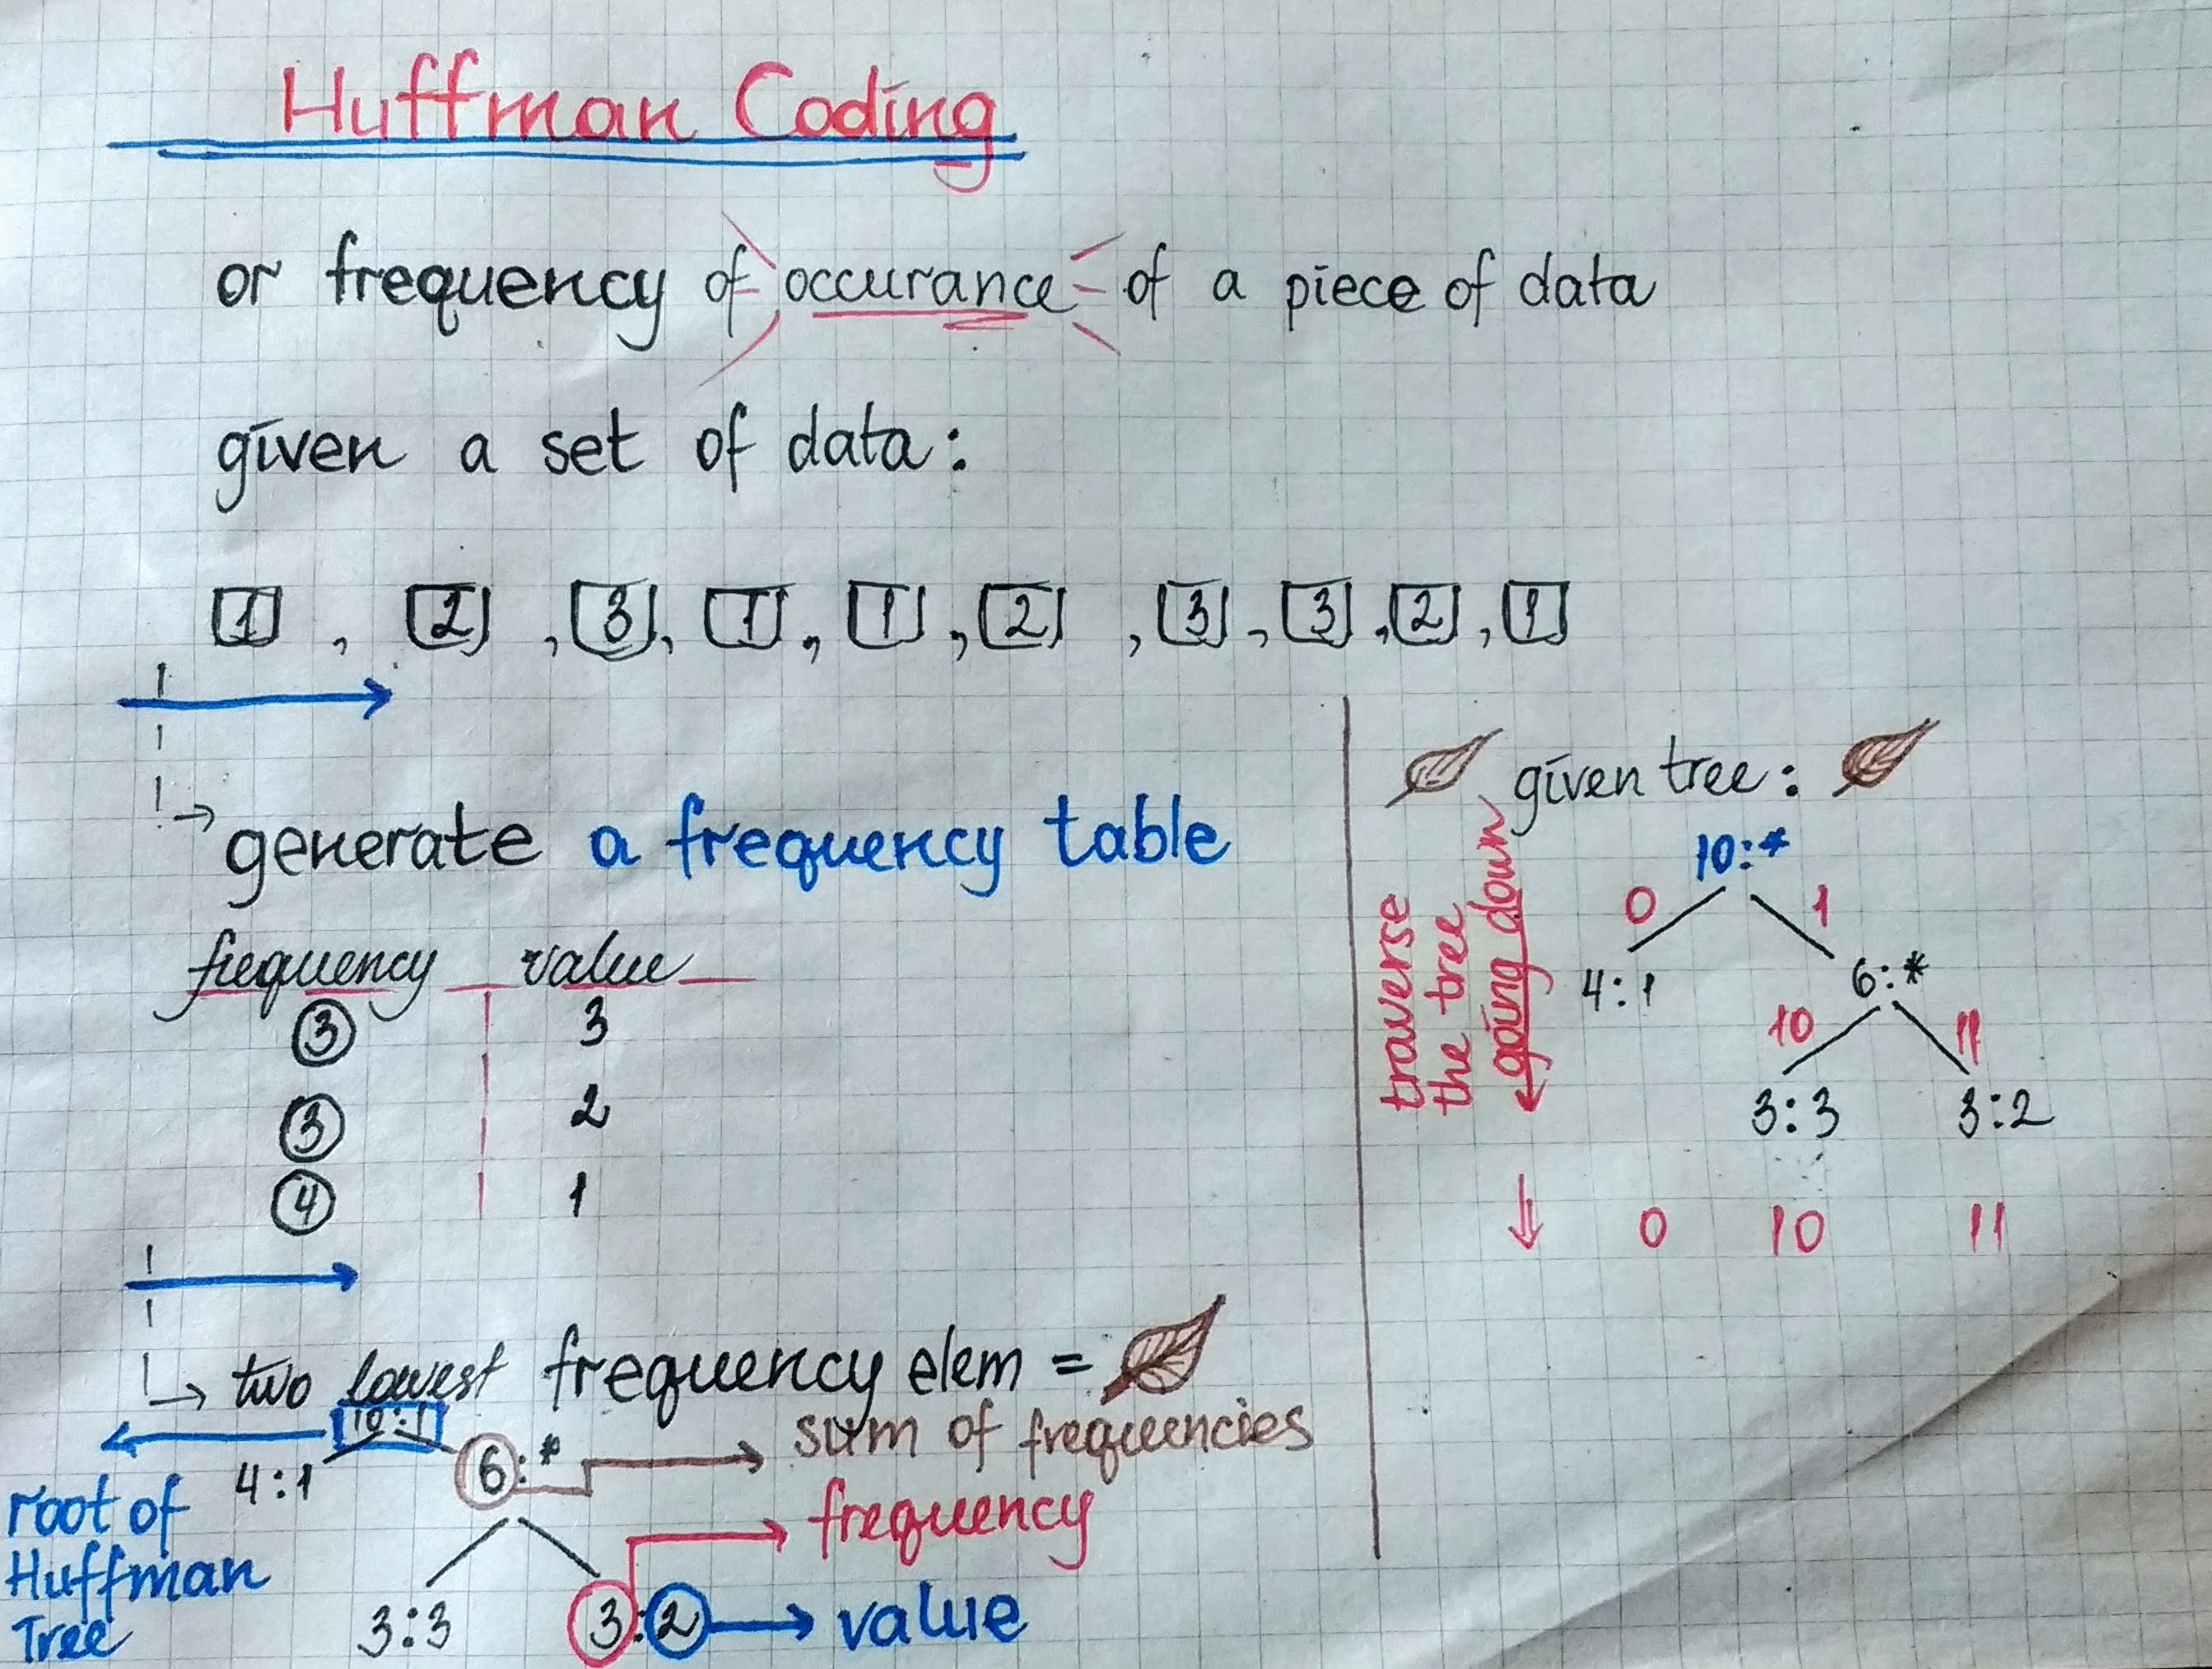 Huffman Coding
or frequency of occurance of a piece of data
given a set of data:
1, 2, 3, 1, 1, 2, 3, 3, 2, 1
generate a frequency table
frequency value
3 3
3 2
4 1
two lowest frequency elem =
10:1
4:1
6:*
sum of frequencies
root of
Huffman
Tree
frequency
3:3
3:2
value
given tree:
traverse
the tree
going down
10:*
0 1
4:1 6:*
10 11
3:3 3:2
0 10 11